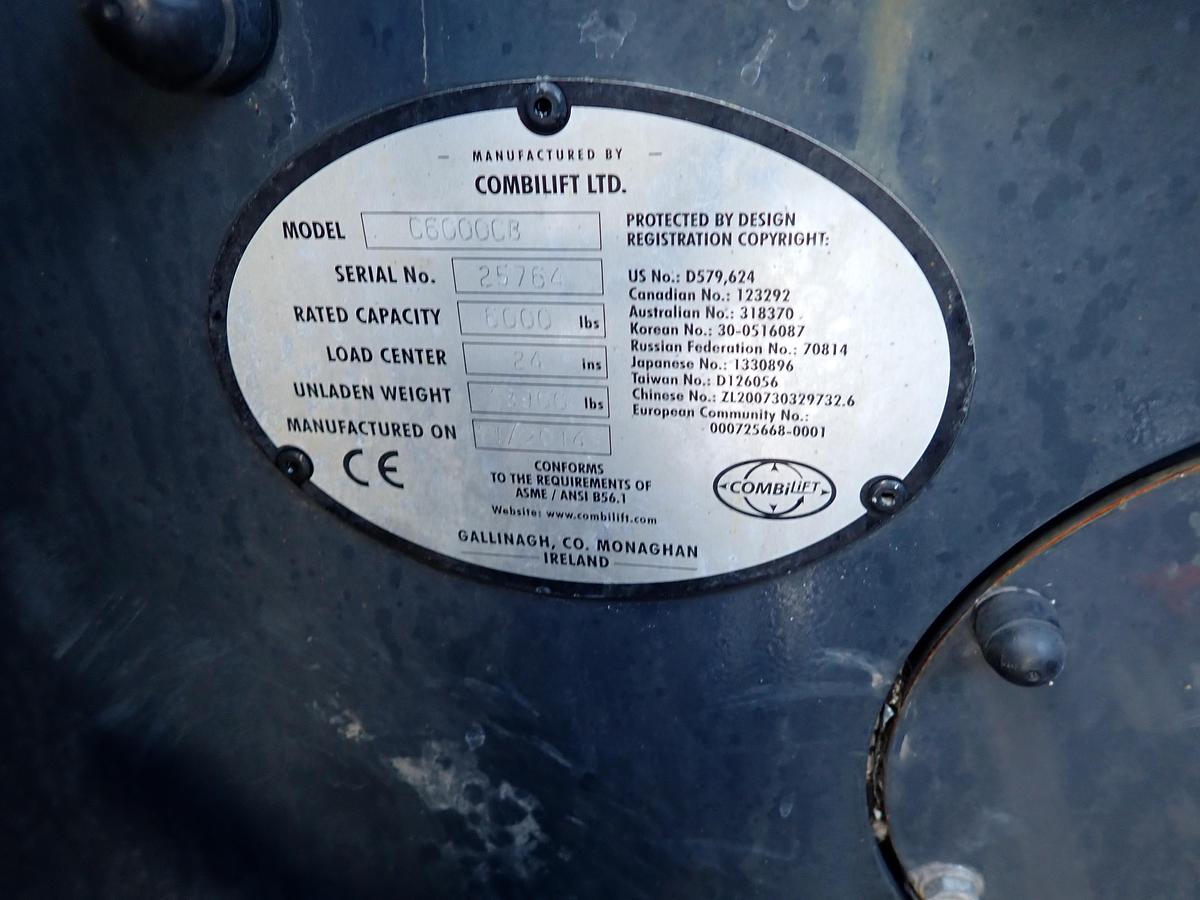 MANUFACTURED BY
COMBILIFT LTD.
MODEL C6000CB
SERIAL No. 25764
RATED CAPACITY 6000 lbs
LOAD CENTER 24 ins
UNLADEN WEIGHT lbs
MANUFACTURED ON
CE
PROTECTED BY DESIGN
REGISTRATION COPYRIGHT:
US No.: D579,624
Canadian No.: 123292
Australian No.: 318370
Korean No.: 30-0516087
Russian Federation No.: 70814
Japanese No.: 1330896
Taiwan No.: D126056
Chinese No.: ZL200730329732.6
European Community No.:
000725668-0001
CONFORMS
TO THE REQUIREMENTS OF
ASME / ANSI B56.1
Website: www.combilift.com
COMBiLiFT
GALLINAGH, CO. MONAGHAN
IRELAND